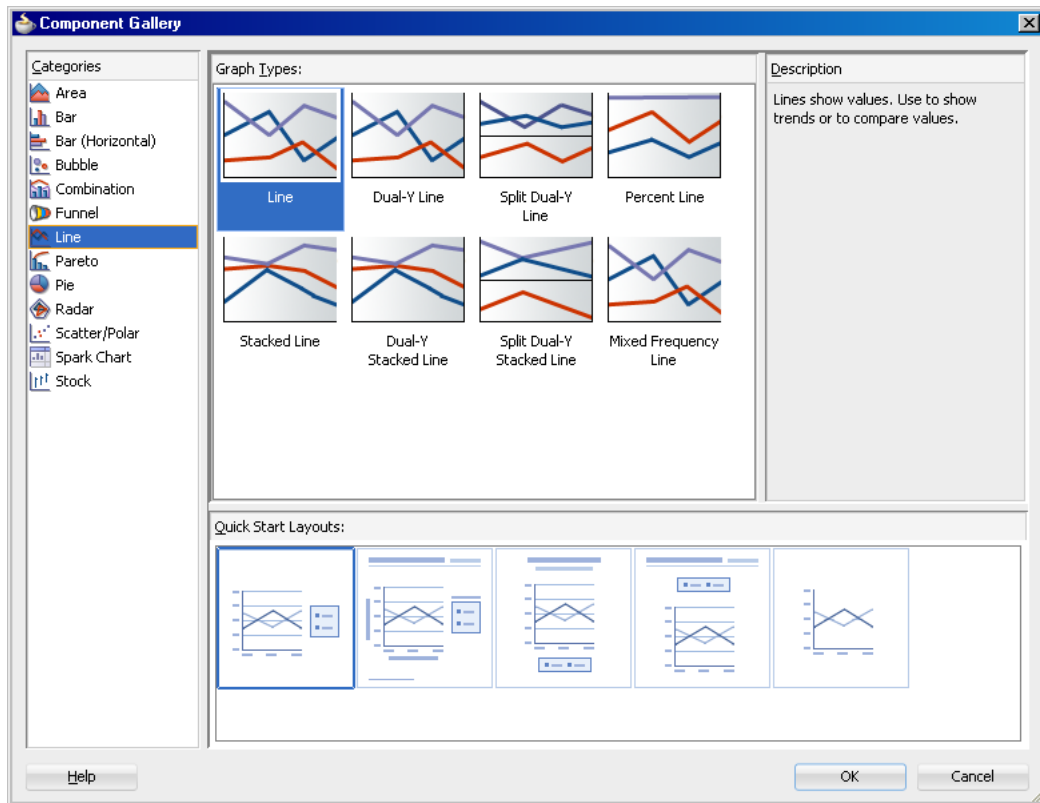 Component Gallery
Categories
Area
Bar
Bar (Horizontal)
Bubble
Combination
Funnel
Line
Pareto
Pie
Radar
Scatter/Polar
Spark Chart
Stock
Graph Types:
Line
Dual-Y Line
Split Dual-Y
Line
Percent Line
Stacked Line
Dual-Y
Stacked Line
Split Dual-Y
Stacked Line
Mixed Frequency
Line
Description
Lines show values. Use to show
trends or to compare values.
Quick Start Layouts:
Help
OK
Cancel